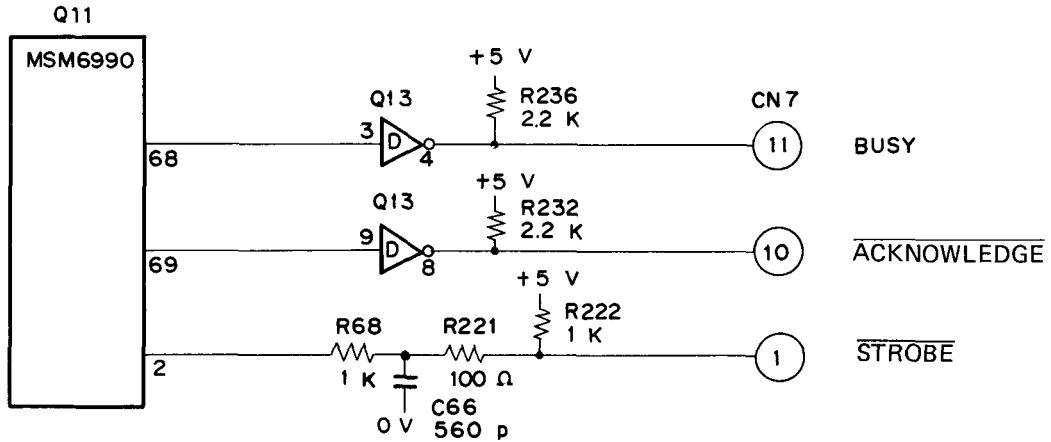 Q11
MSM6990
+5 V
R236
2.2 K
Q13
CN7
3
D
4
68
11
BUSY
+5 V
R232
2.2 K
Q13
9
D
8
69
10
ACKNOWLEDGE
+5 V
R222
1 K
R68
R221
2
1 K
100 Ω
1
STROBE
C66
560 p
0 V